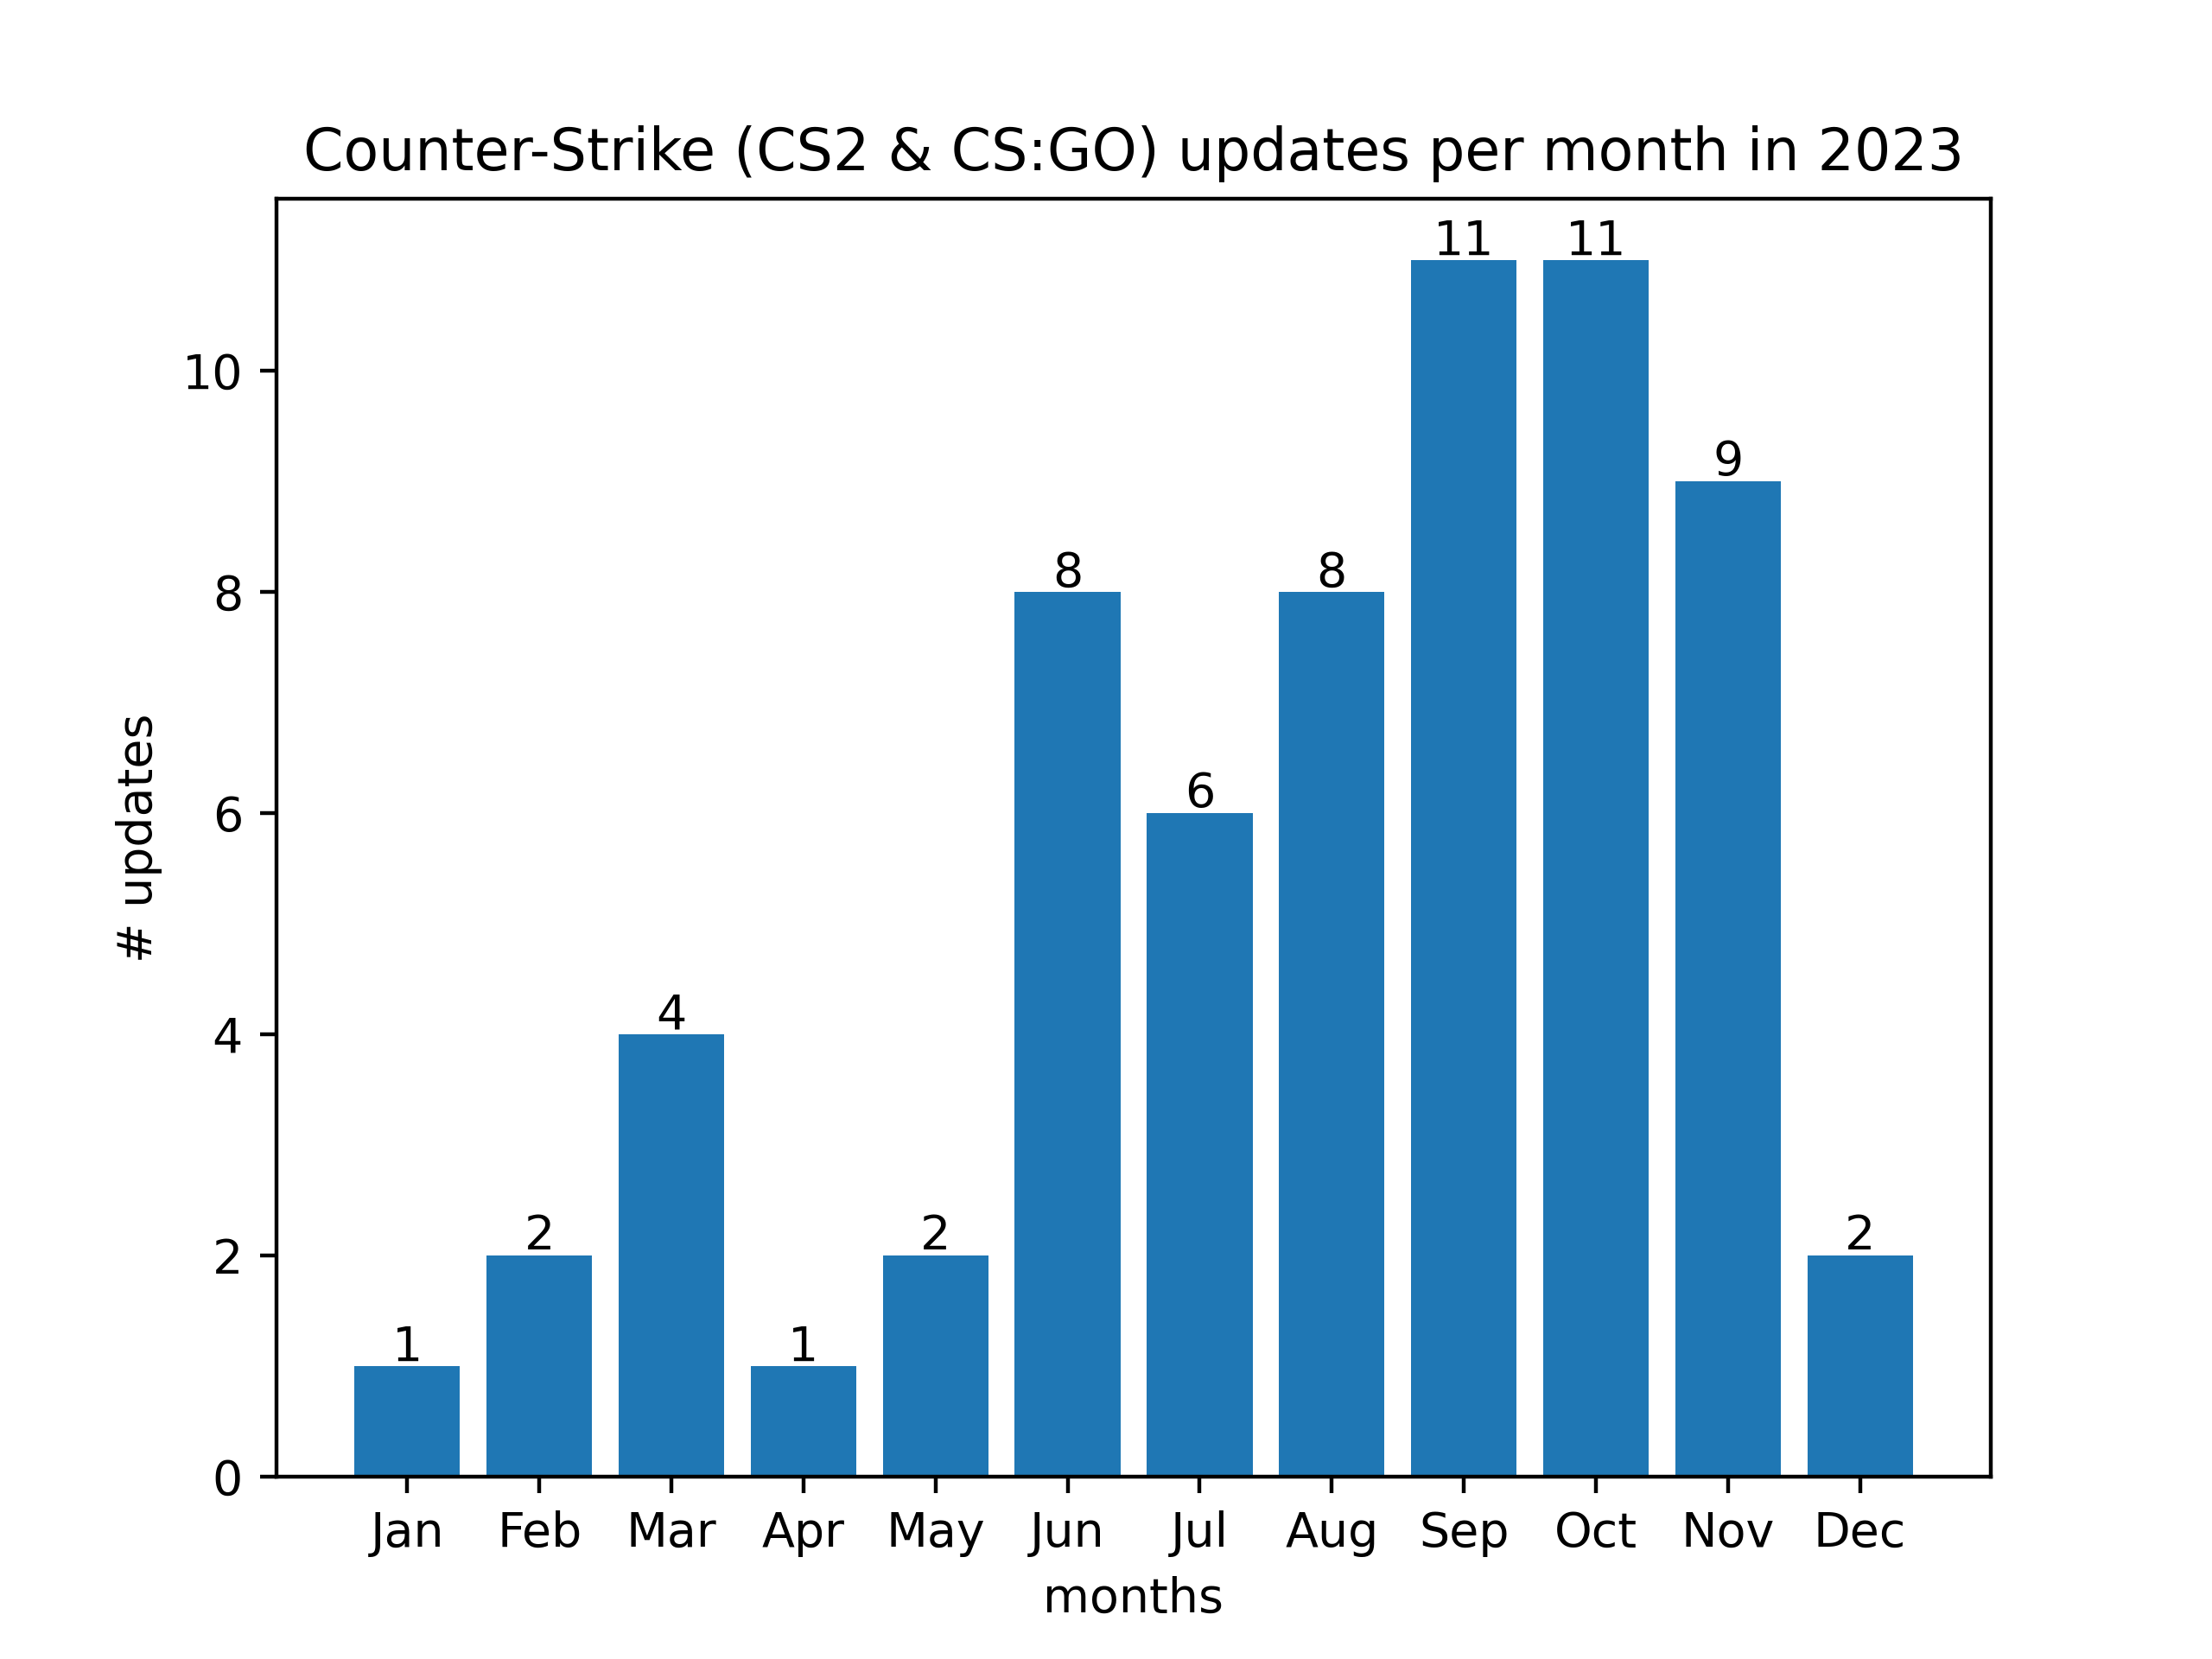 Counter-Strike (CS2 & CS:GO) updates per month in 2023
11 11
10
9
8 8
8
6
6
# updates
4
4
2 2 2
2
1 1
0
Jan Feb Mar Apr May Jun Jul Aug Sep Oct Nov Dec
months